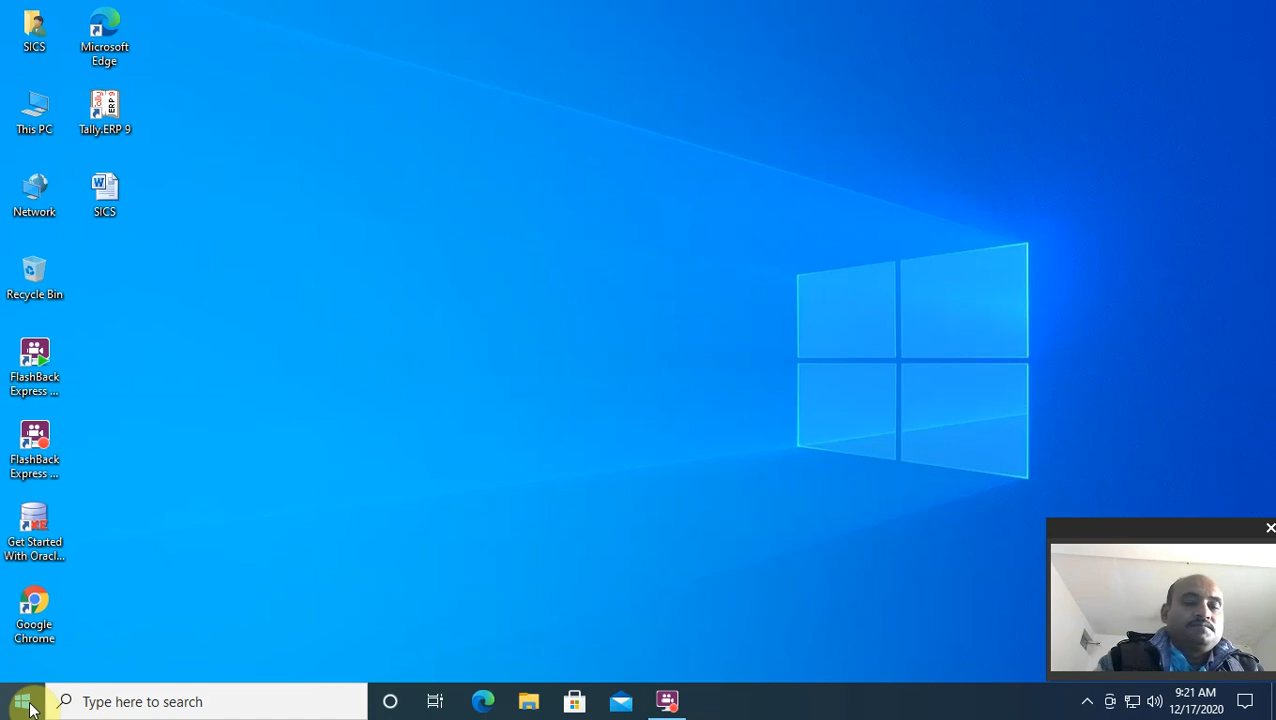 SICS
Microsoft
Edge
This PC
Tally.ERP 9
Network
SICS
Recycle Bin
FlashBack
Express ...
FlashBack
Express ...
Get Started
With Oracl...
Google
Chrome
Type here to search
9:21 AM
12/17/2020